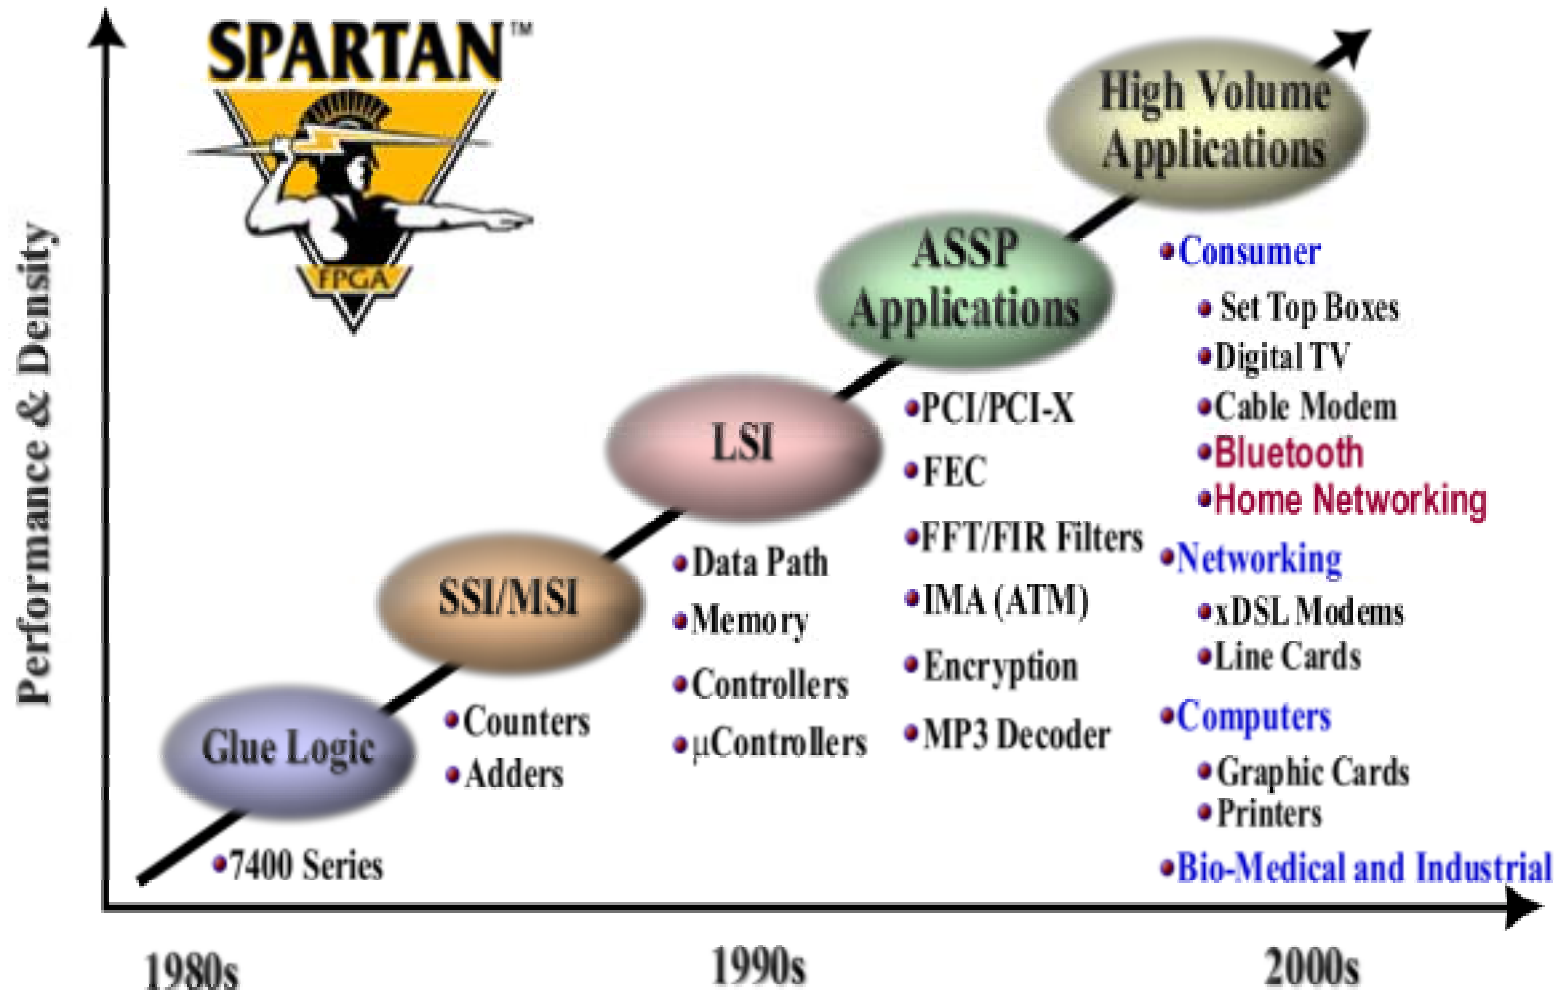 SPARTAN™
FPGA
Performance & Density
High Volume
Applications
ASSP
Applications
LSI
SSI/MSI
Glue Logic
•7400 Series
•Counters
•Adders
•Data Path
•Memory
•Controllers
•μControllers
•PCI/PCI-X
•FEC
•FFT/FIR Filters
•IMA (ATM)
•Encryption
•MP3 Decoder
•Consumer
•Set Top Boxes
•Digital TV
•Cable Modem
•Bluetooth
•Home Networking
•Networking
•xDSL Modems
•Line Cards
•Computers
•Graphic Cards
•Printers
•Bio-Medical and Industrial
1980s
1990s
2000s